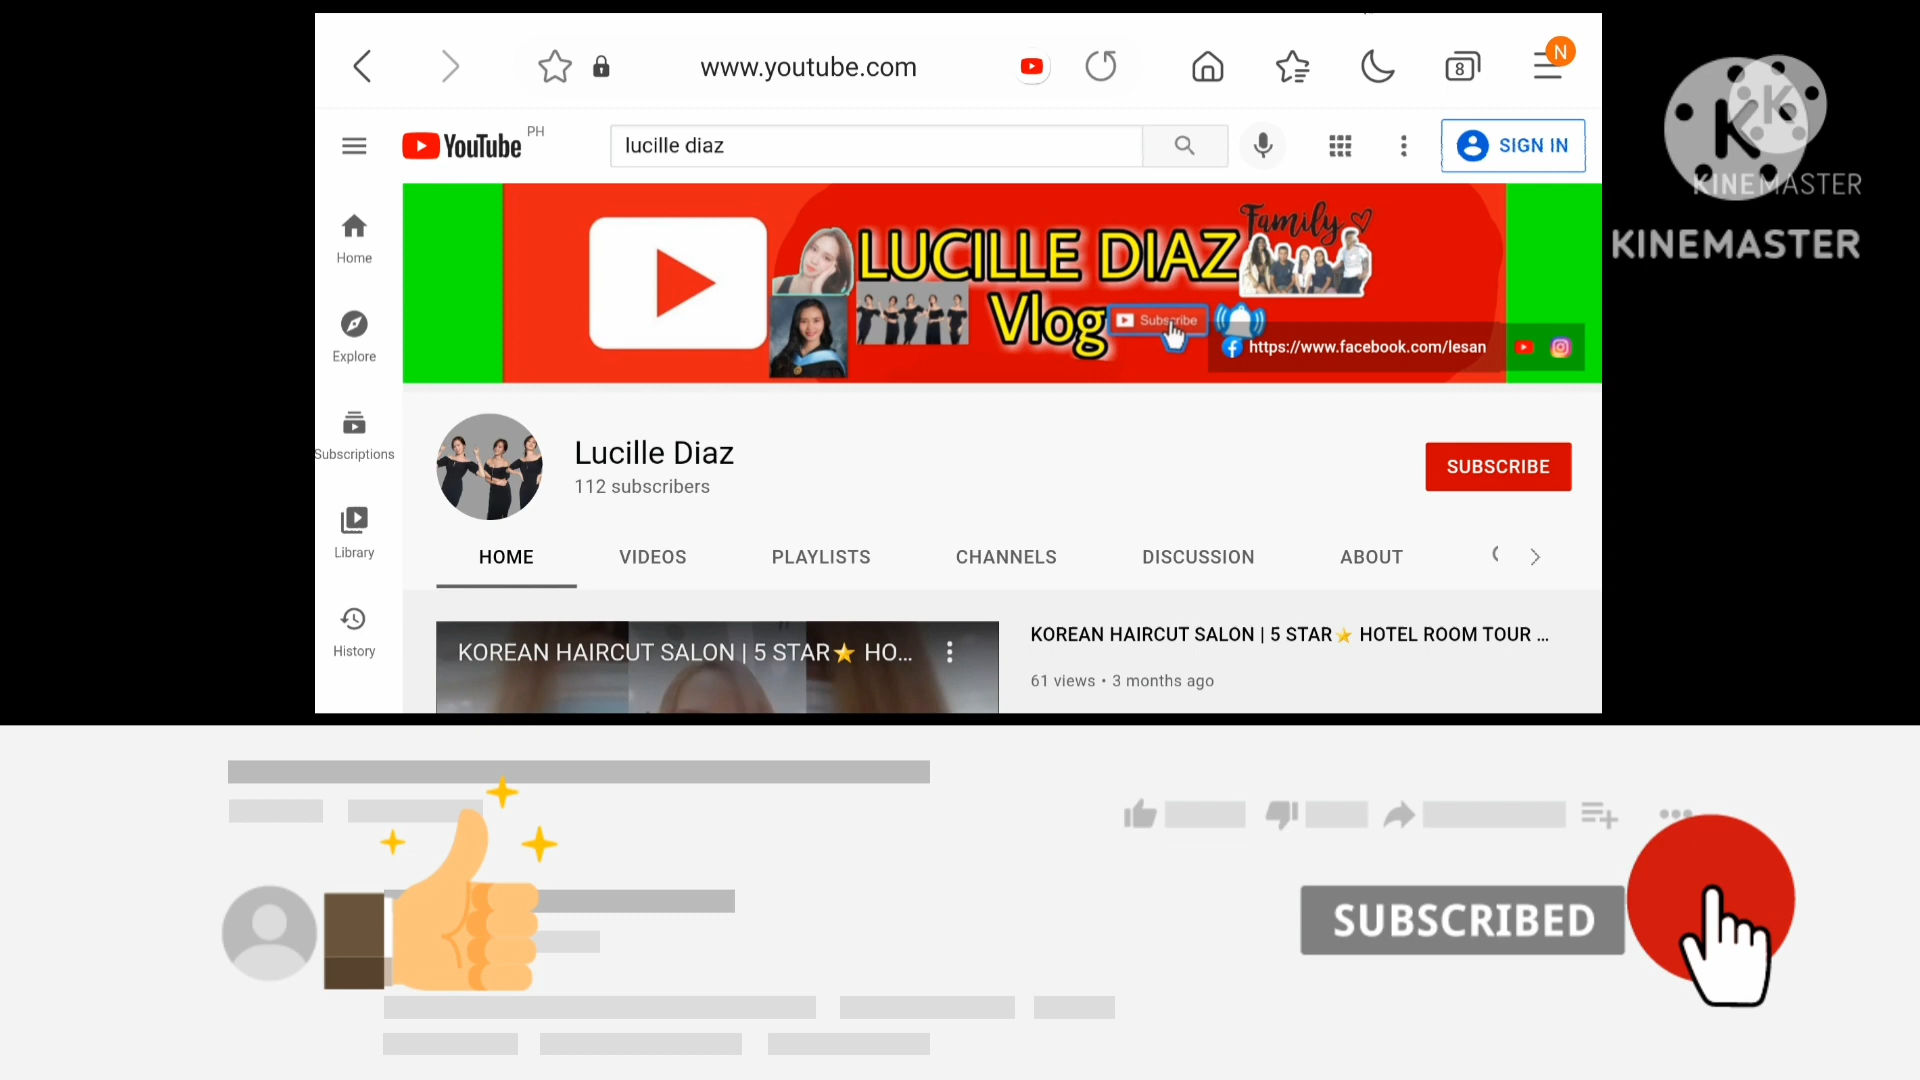 www.youtube.com
8
N
YouTube PH
lucille diaz
SIGN IN
K
K
KINEMASTER
KINEMASTER
Home
Explore
Subscriptions
Library
History
LUCILLE DIAZ
Family
Vlog
Subscribe
https://www.facebook.com/lesan
Lucille Diaz
112 subscribers
SUBSCRIBE
HOME VIDEOS PLAYLISTS CHANNELS DISCUSSION ABOUT
KOREAN HAIRCUT SALON | 5 STAR⭐ HO...
KOREAN HAIRCUT SALON | 5 STAR⭐ HOTEL ROOM TOUR ...
61 views • 3 months ago
SUBSCRIBED